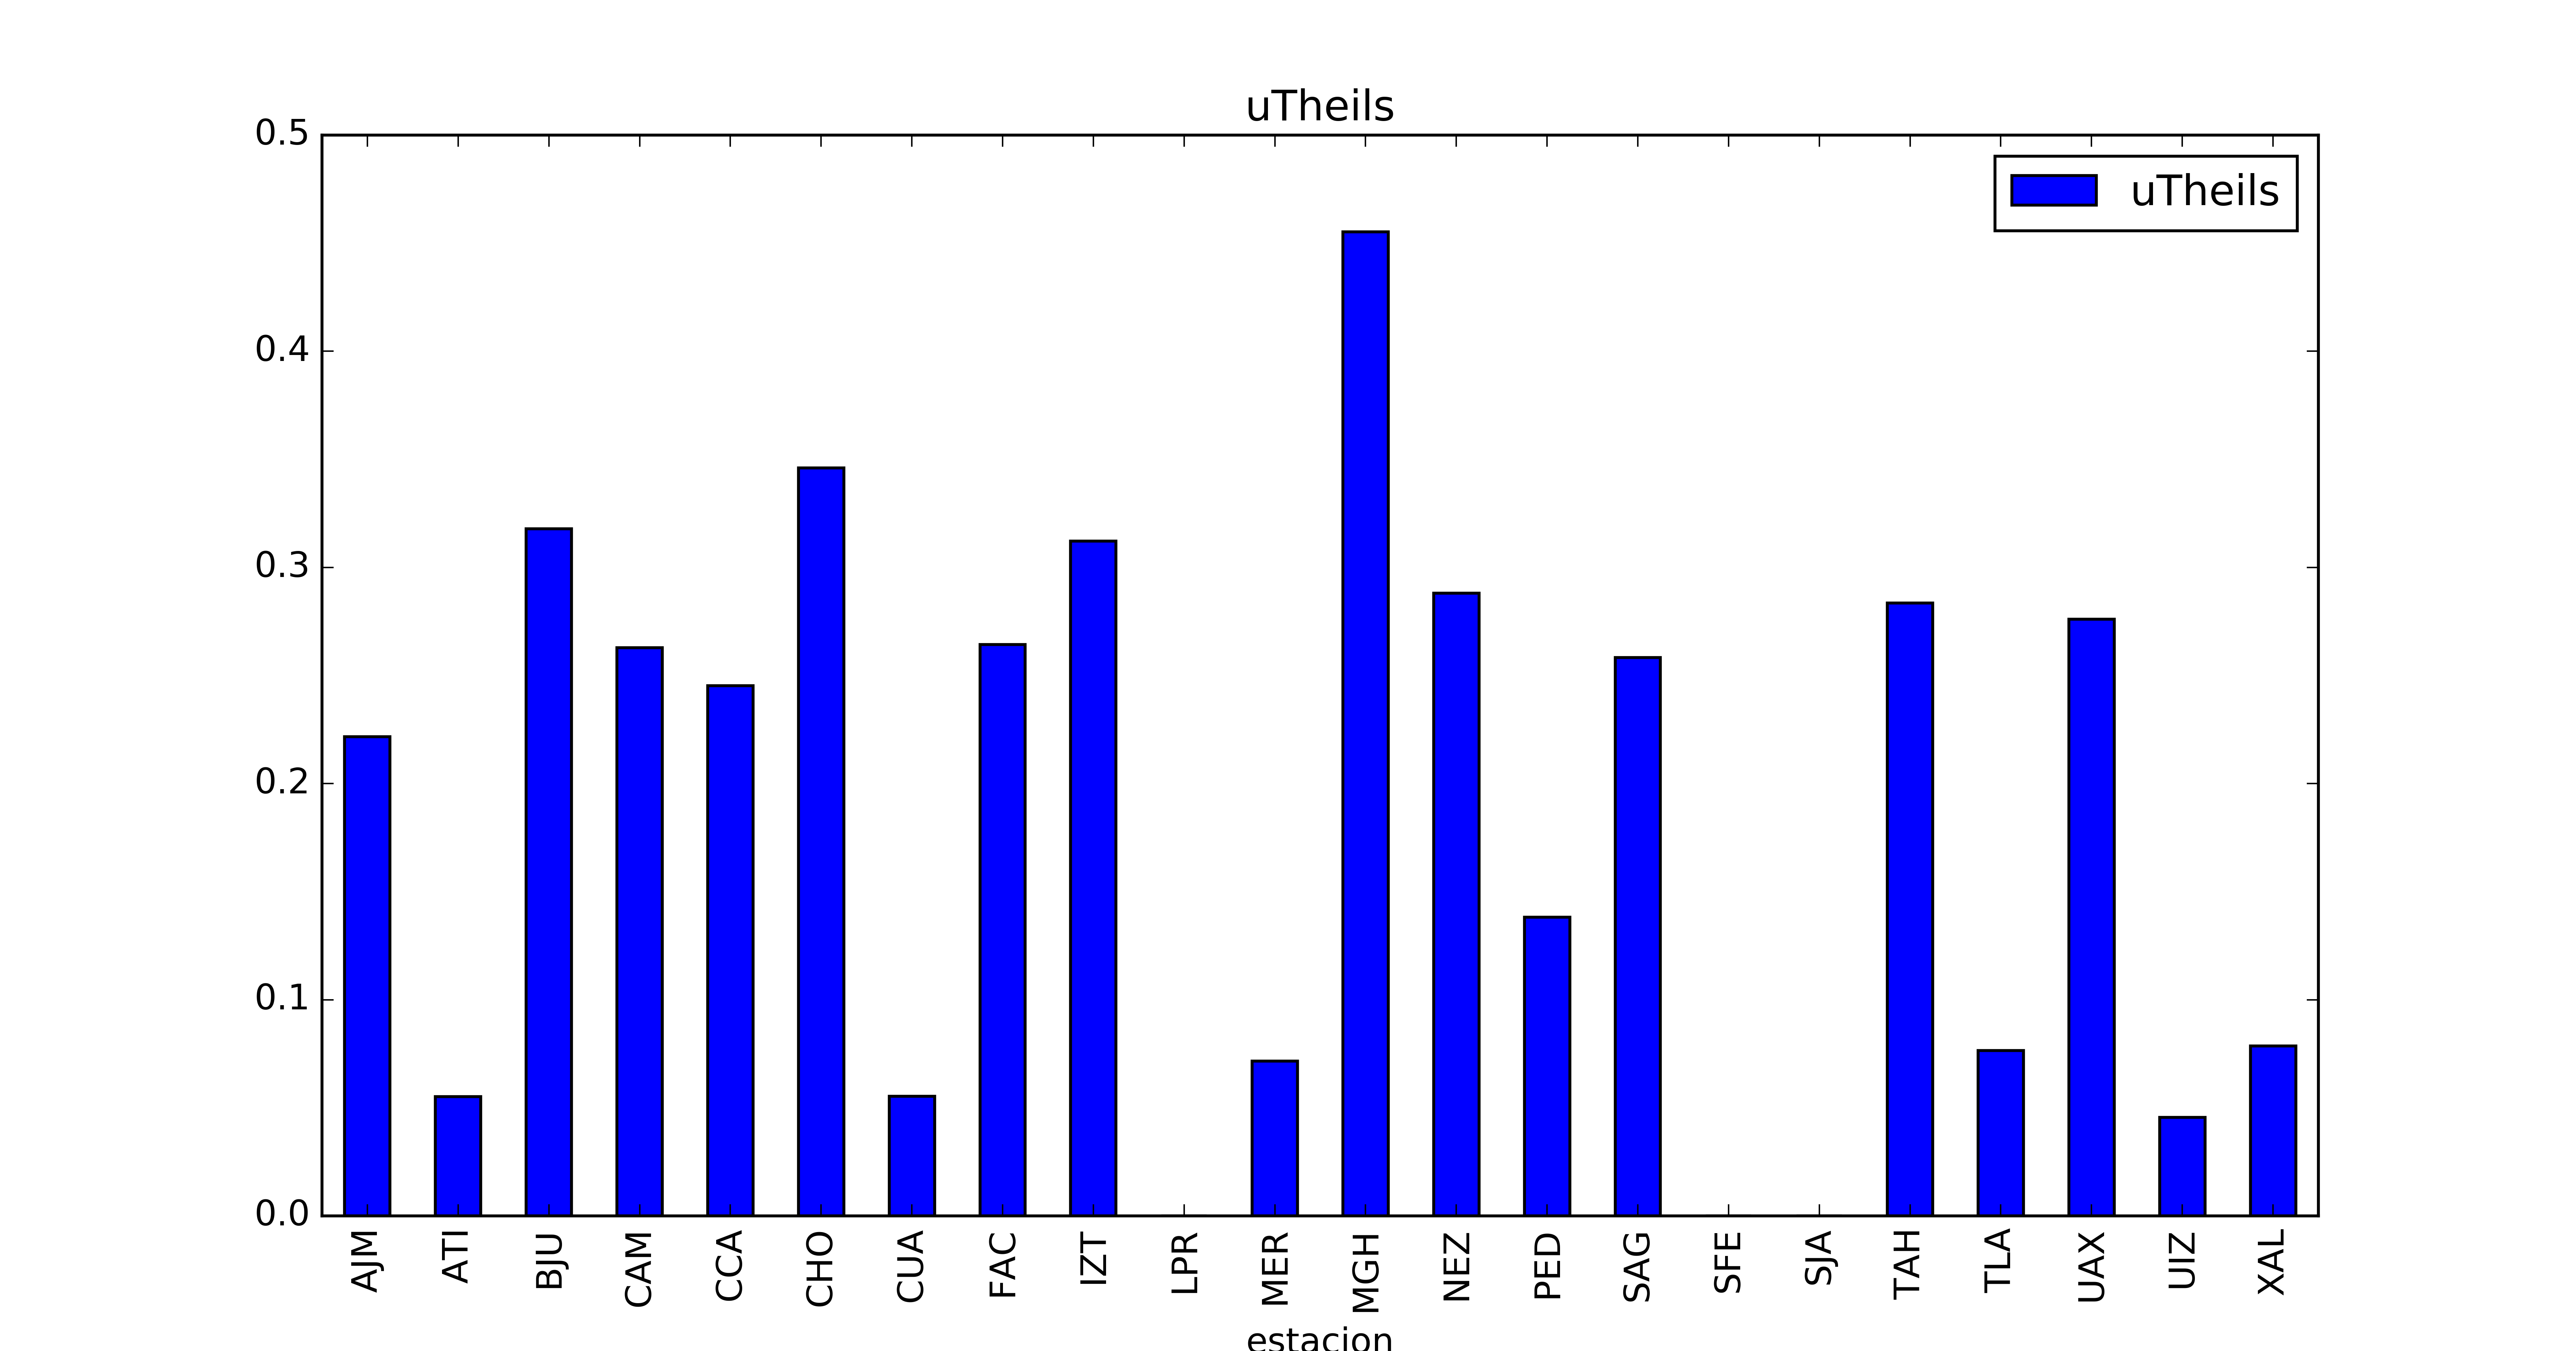 uTheils
uTheils
0.5
0.4
0.3
0.2
0.1
0.0
AJM
ATI
BJU
CAM
CCA
CHO
CUA
FAC
IZT
LPR
MER
MGH
NEZ
PED
SAG
SFE
SJA
TAH
TLA
UAX
UIZ
XAL
estacion